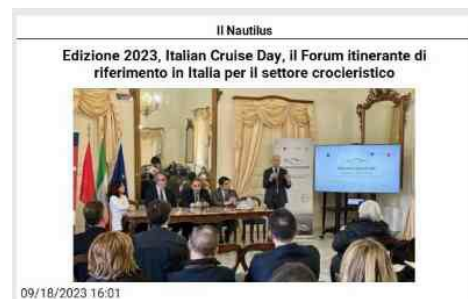 Il Nautilus
Edizione 2023, Italian Cruise Day, il Forum itinerante di
riferimento in Italia per il settore crocieristico
09/18/2023 16:01